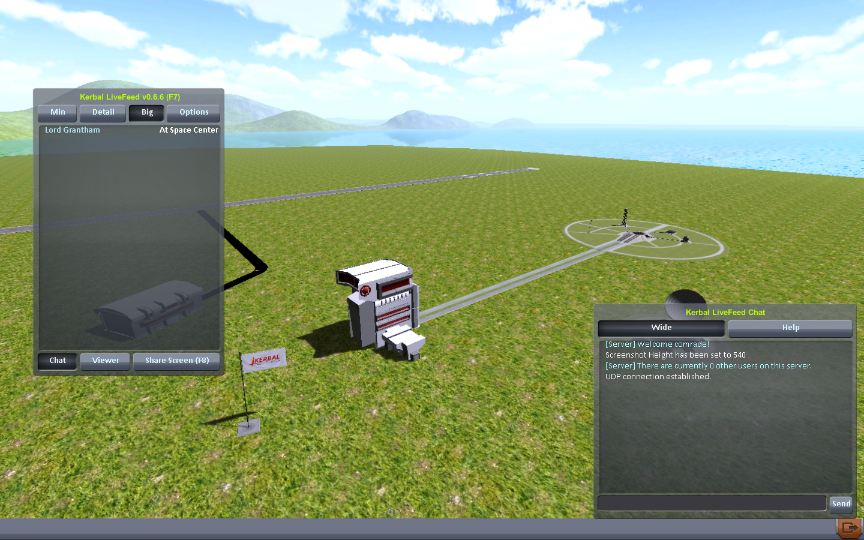 Kerbal LiveFeed v0.6.6 (F7)
Min Detail Big Options
Lord Grantham At Space Center
Chat Viewer Share Screen (F8)
KERBAL
Kerbal LiveFeed Chat
Wide Help
[Server] Welcome comrade!
Screenshot Height has been set to 540
[Server] There are currently 0 other users on this server.
UDP connection established.
Send